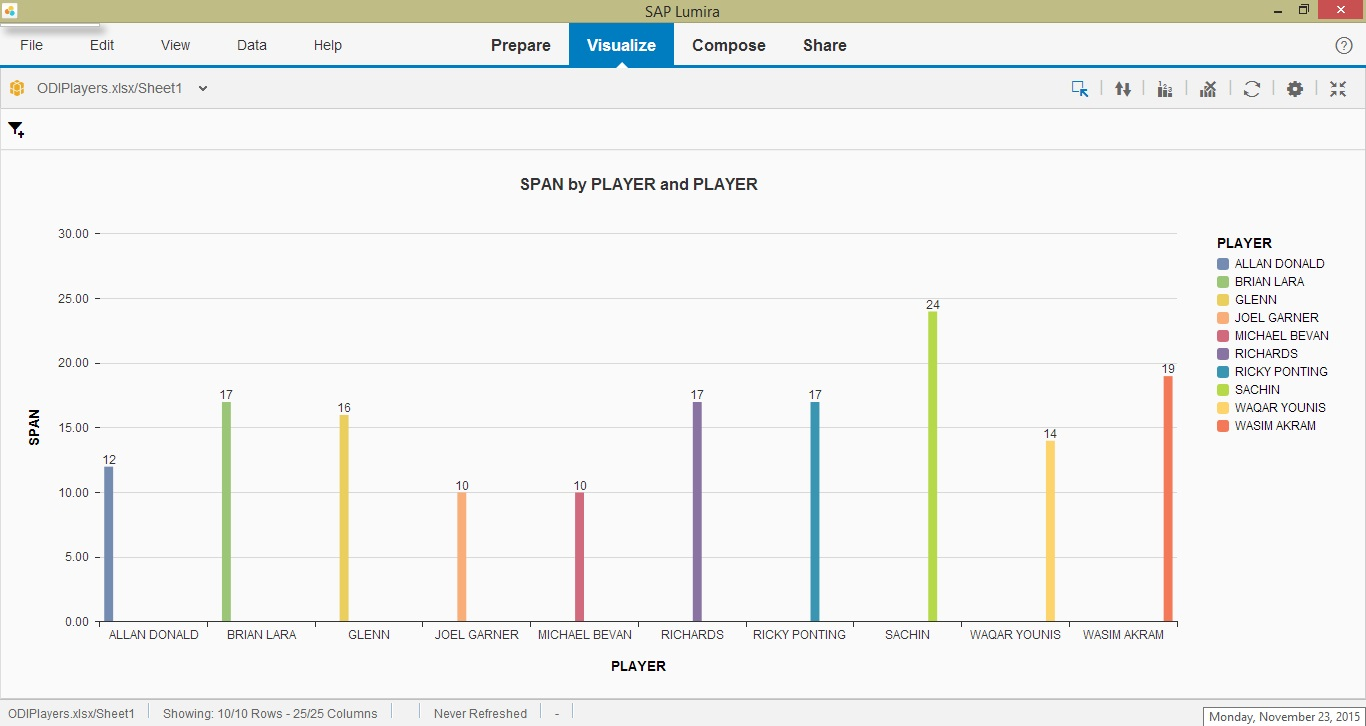 SAP Lumira
File Edit View Data Help Prepare Visualize Compose Share
ODIPlayers.xlsx/Sheet1
SPAN by PLAYER and PLAYER
30.00
25.00
20.00
15.00
10.00
5.00
0.00
SPAN
12
17
16
10
10
17
17
24
14
19
ALLAN DONALD BRIAN LARA GLENN JOEL GARNER MICHAEL BEVAN RICHARDS RICKY PONTING SACHIN WAQAR YOUNIS WASIM AKRAM
PLAYER
PLAYER
ALLAN DONALD
BRIAN LARA
GLENN
JOEL GARNER
MICHAEL BEVAN
RICHARDS
RICKY PONTING
SACHIN
WAQAR YOUNIS
WASIM AKRAM
ODIPlayers.xlsx/Sheet1 Showing: 10/10 Rows - 25/25 Columns Never Refreshed -
Monday, November 23, 2015